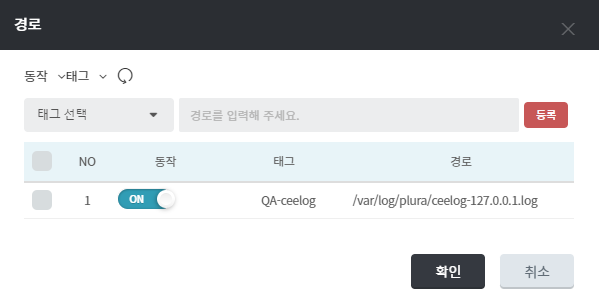 경로
동작 태그
태그 선택 경로를 입력해 주세요. 등록
NO 동작 태그 경로
1 ON QA-ceelog /var/log/plura/ceelog-127.0.0.1.log
확인 취소